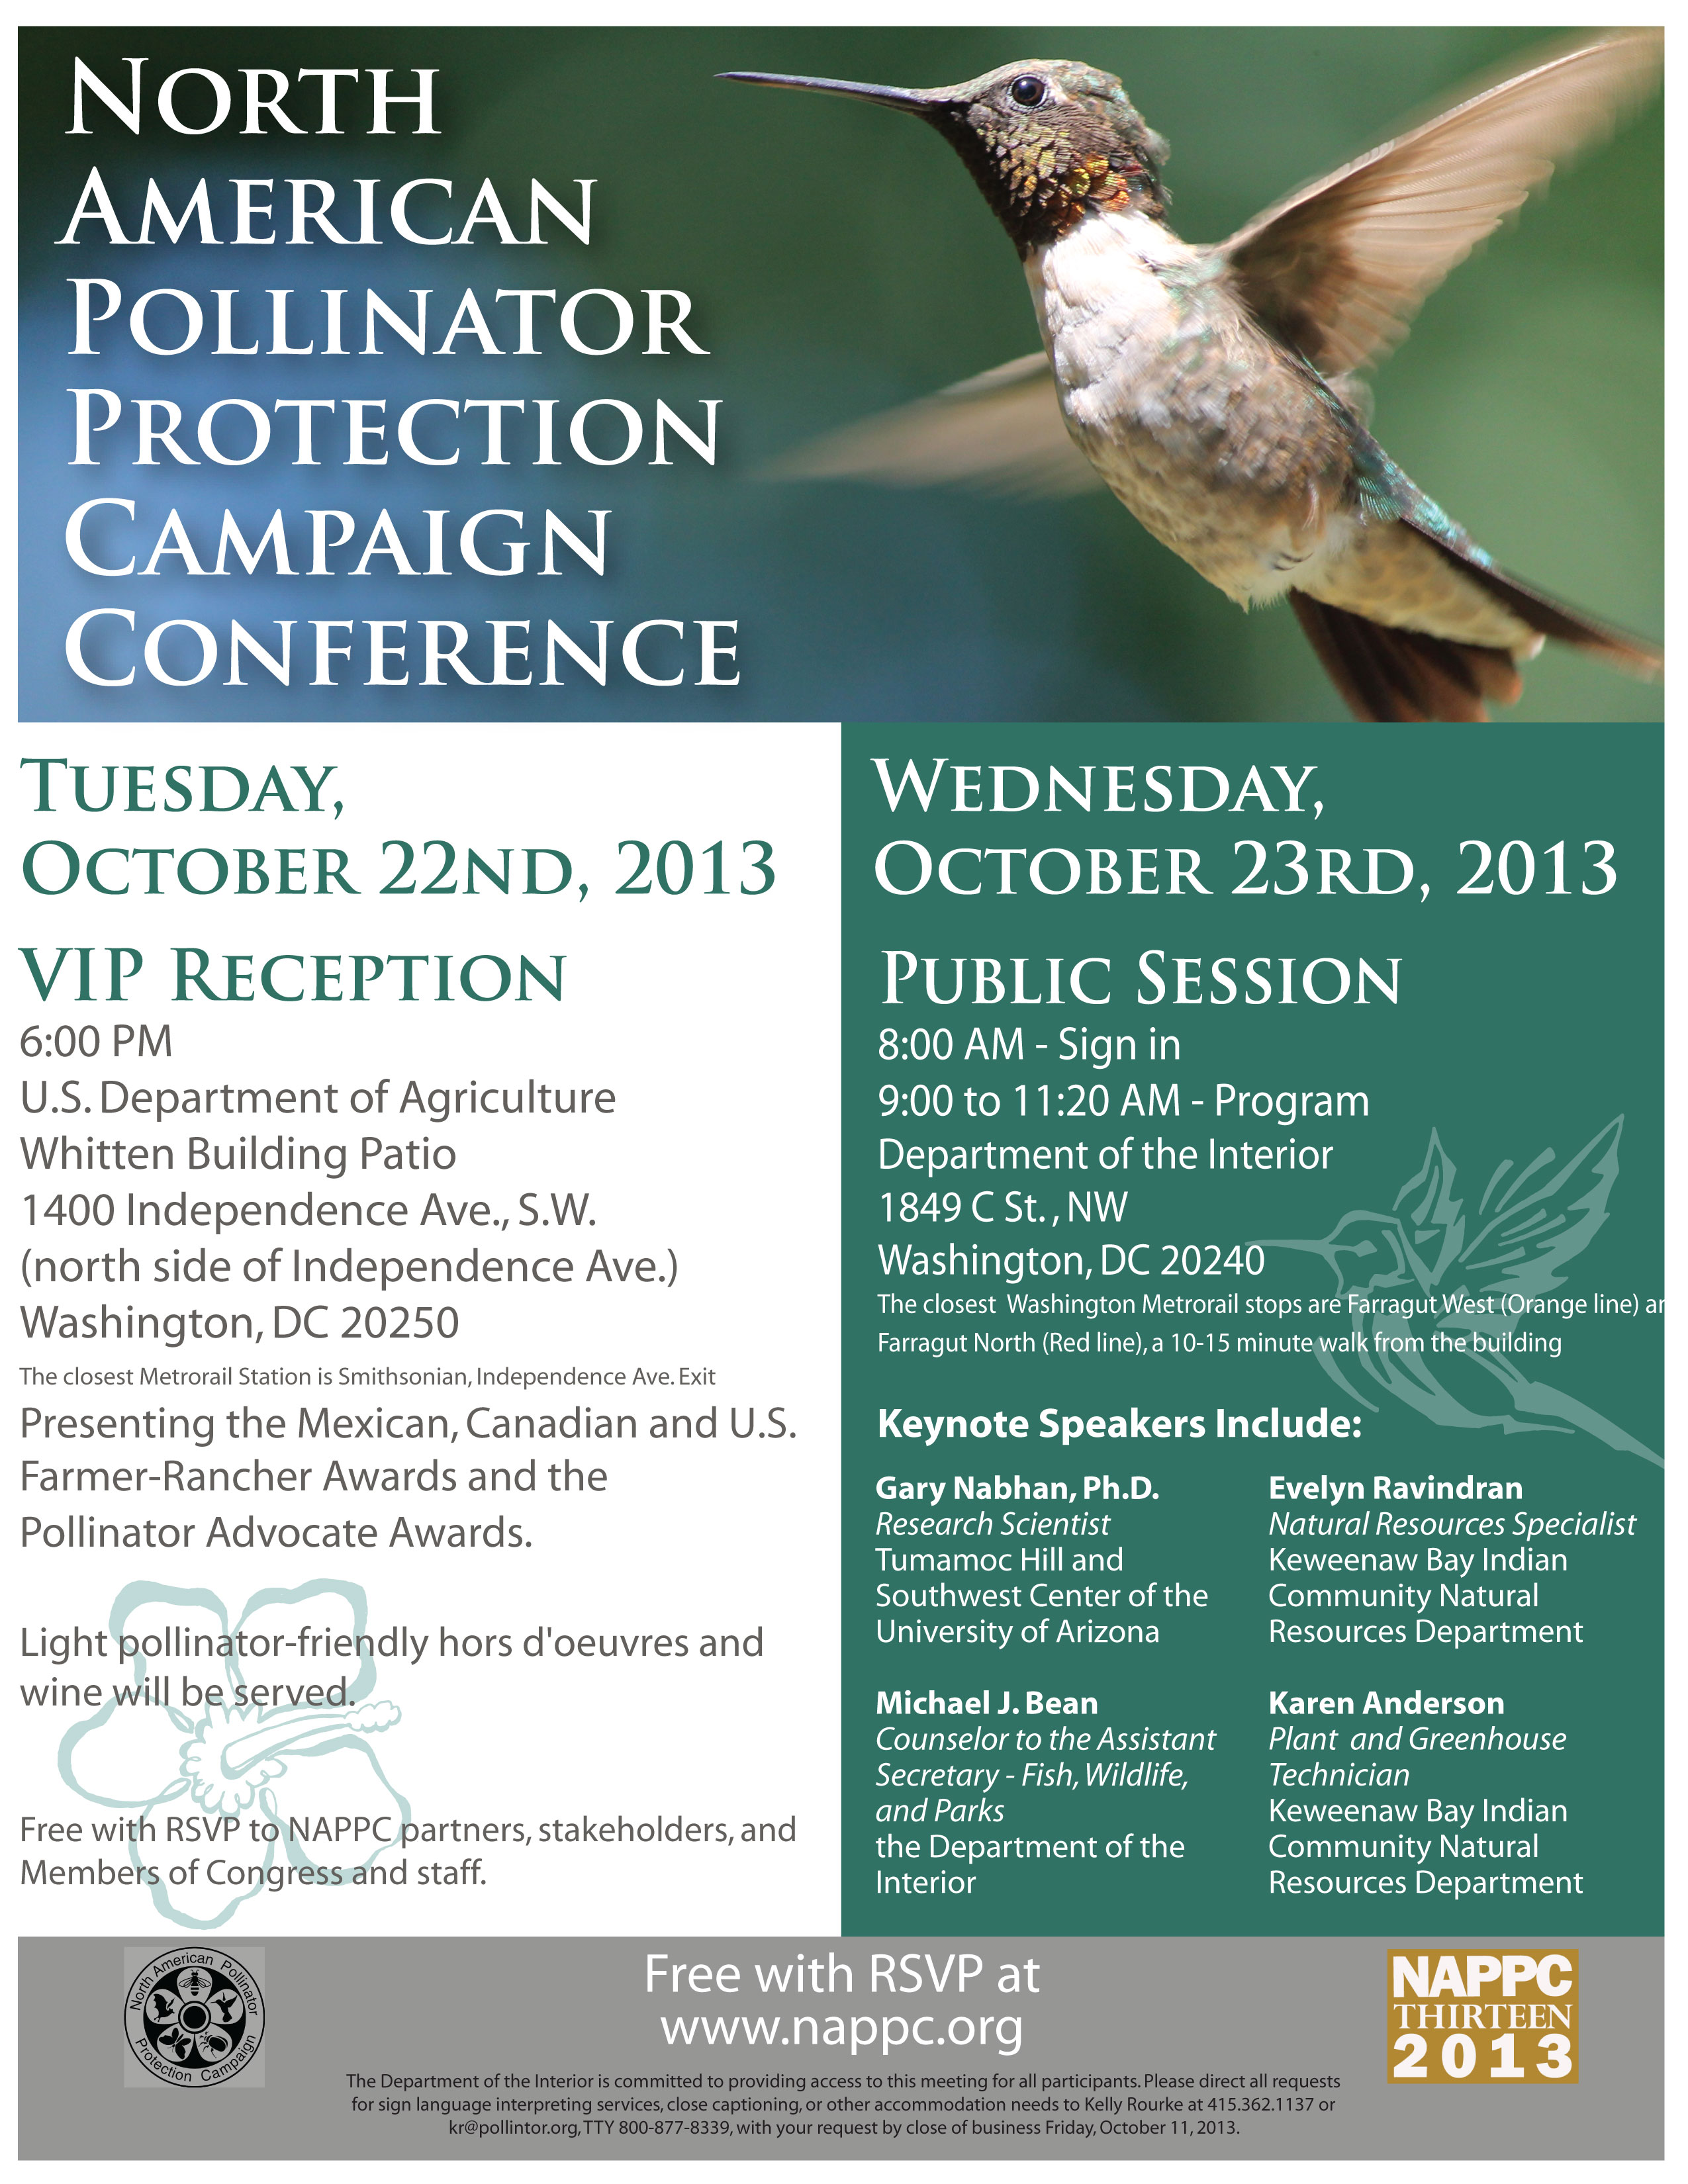 NORTH
AMERICAN
POLLINATOR
PROTECTION
CAMPAIGN
CONFERENCE
TUESDAY,
OCTOBER 22ND, 2013
VIP RECEPTION
6:00 PM
U.S. Department of Agriculture
Whitten Building Patio
1400 Independence Ave., S.W.
(north side of Independence Ave.)
Washington, DC 20250
The closest Metrorail Station is Smithsonian, Independence Ave. Exit
Presenting the Mexican, Canadian and U.S.
Farmer-Rancher Awards and the
Pollinator Advocate Awards.
Light pollinator-friendly hors d'oeuvres and
wine will be served.
Free with RSVP to NAPPC partners, stakeholders, and
Members of Congress and staff.
WEDNESDAY,
OCTOBER 23RD, 2013
PUBLIC SESSION
8:00 AM - Sign in
9:00 to 11:20 AM - Program
Department of the Interior
1849 C St. , NW
Washington, DC 20240
The closest Washington Metrorail stops are Farragut West (Orange line) ar
Farragut North (Red line), a 10-15 minute walk from the building
Keynote Speakers Include:
Gary Nabhan, Ph.D.
Research Scientist
Tumamoc Hill and
Southwest Center of the
University of Arizona
Evelyn Ravindran
Natural Resources Specialist
Keweenaw Bay Indian
Community Natural
Resources Department
Michael J. Bean
Counselor to the Assistant
Secretary - Fish, Wildlife,
and Parks
the Department of the
Interior
Karen Anderson
Plant and Greenhouse
Technician
Keweenaw Bay Indian
Community Natural
Resources Department
North American Pollinator
Protection Campaign
Free with RSVP at
www.nappc.org
NAPPC
THIRTEEN
2013
The Department of the Interior is committed to providing access to this meeting for all participants. Please direct all requests
for sign language interpreting services, close captioning, or other accommodation needs to Kelly Rourke at 415.362.1137 or
kr@pollintor.org, TTY 800-877-8339, with your request by close of business Friday, October 11, 2013.